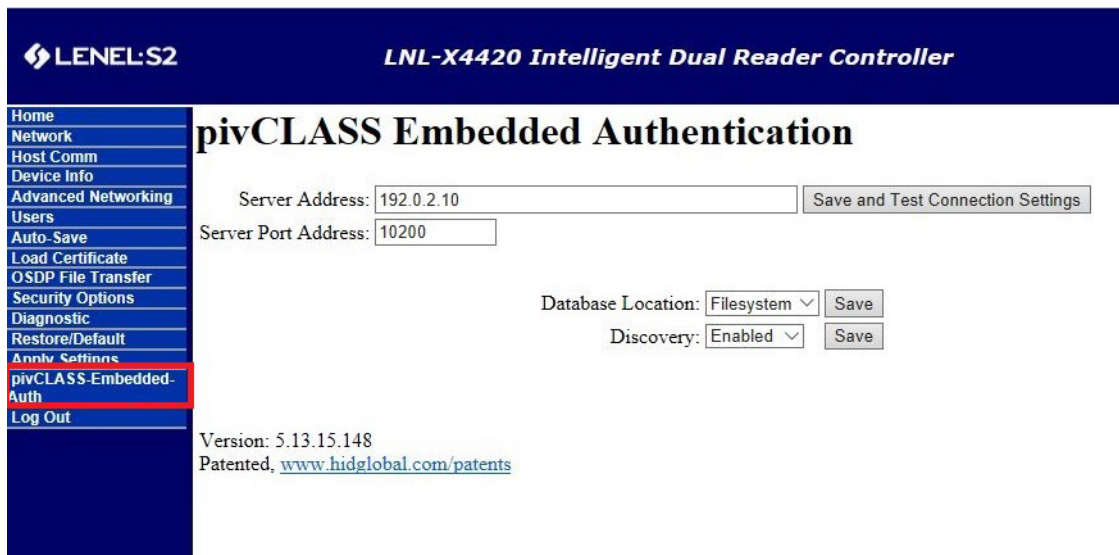 LENEL·S2
LNL-X4420 Intelligent Dual Reader Controller
Home
Network
Host Comm
Device Info
Advanced Networking
Users
Auto-Save
Load Certificate
OSDP File Transfer
Security Options
Diagnostic
Restore/Default
Apply Settings
pivCLASS-Embedded-
Auth
Log Out
pivCLASS Embedded Authentication
Server Address: 192.0.2.10 Save and Test Connection Settings
Server Port Address: 10200
Database Location: Filesystem Save
Discovery: Enabled Save
Version: 5.13.15.148
Patented, www.hidglobal.com/patents